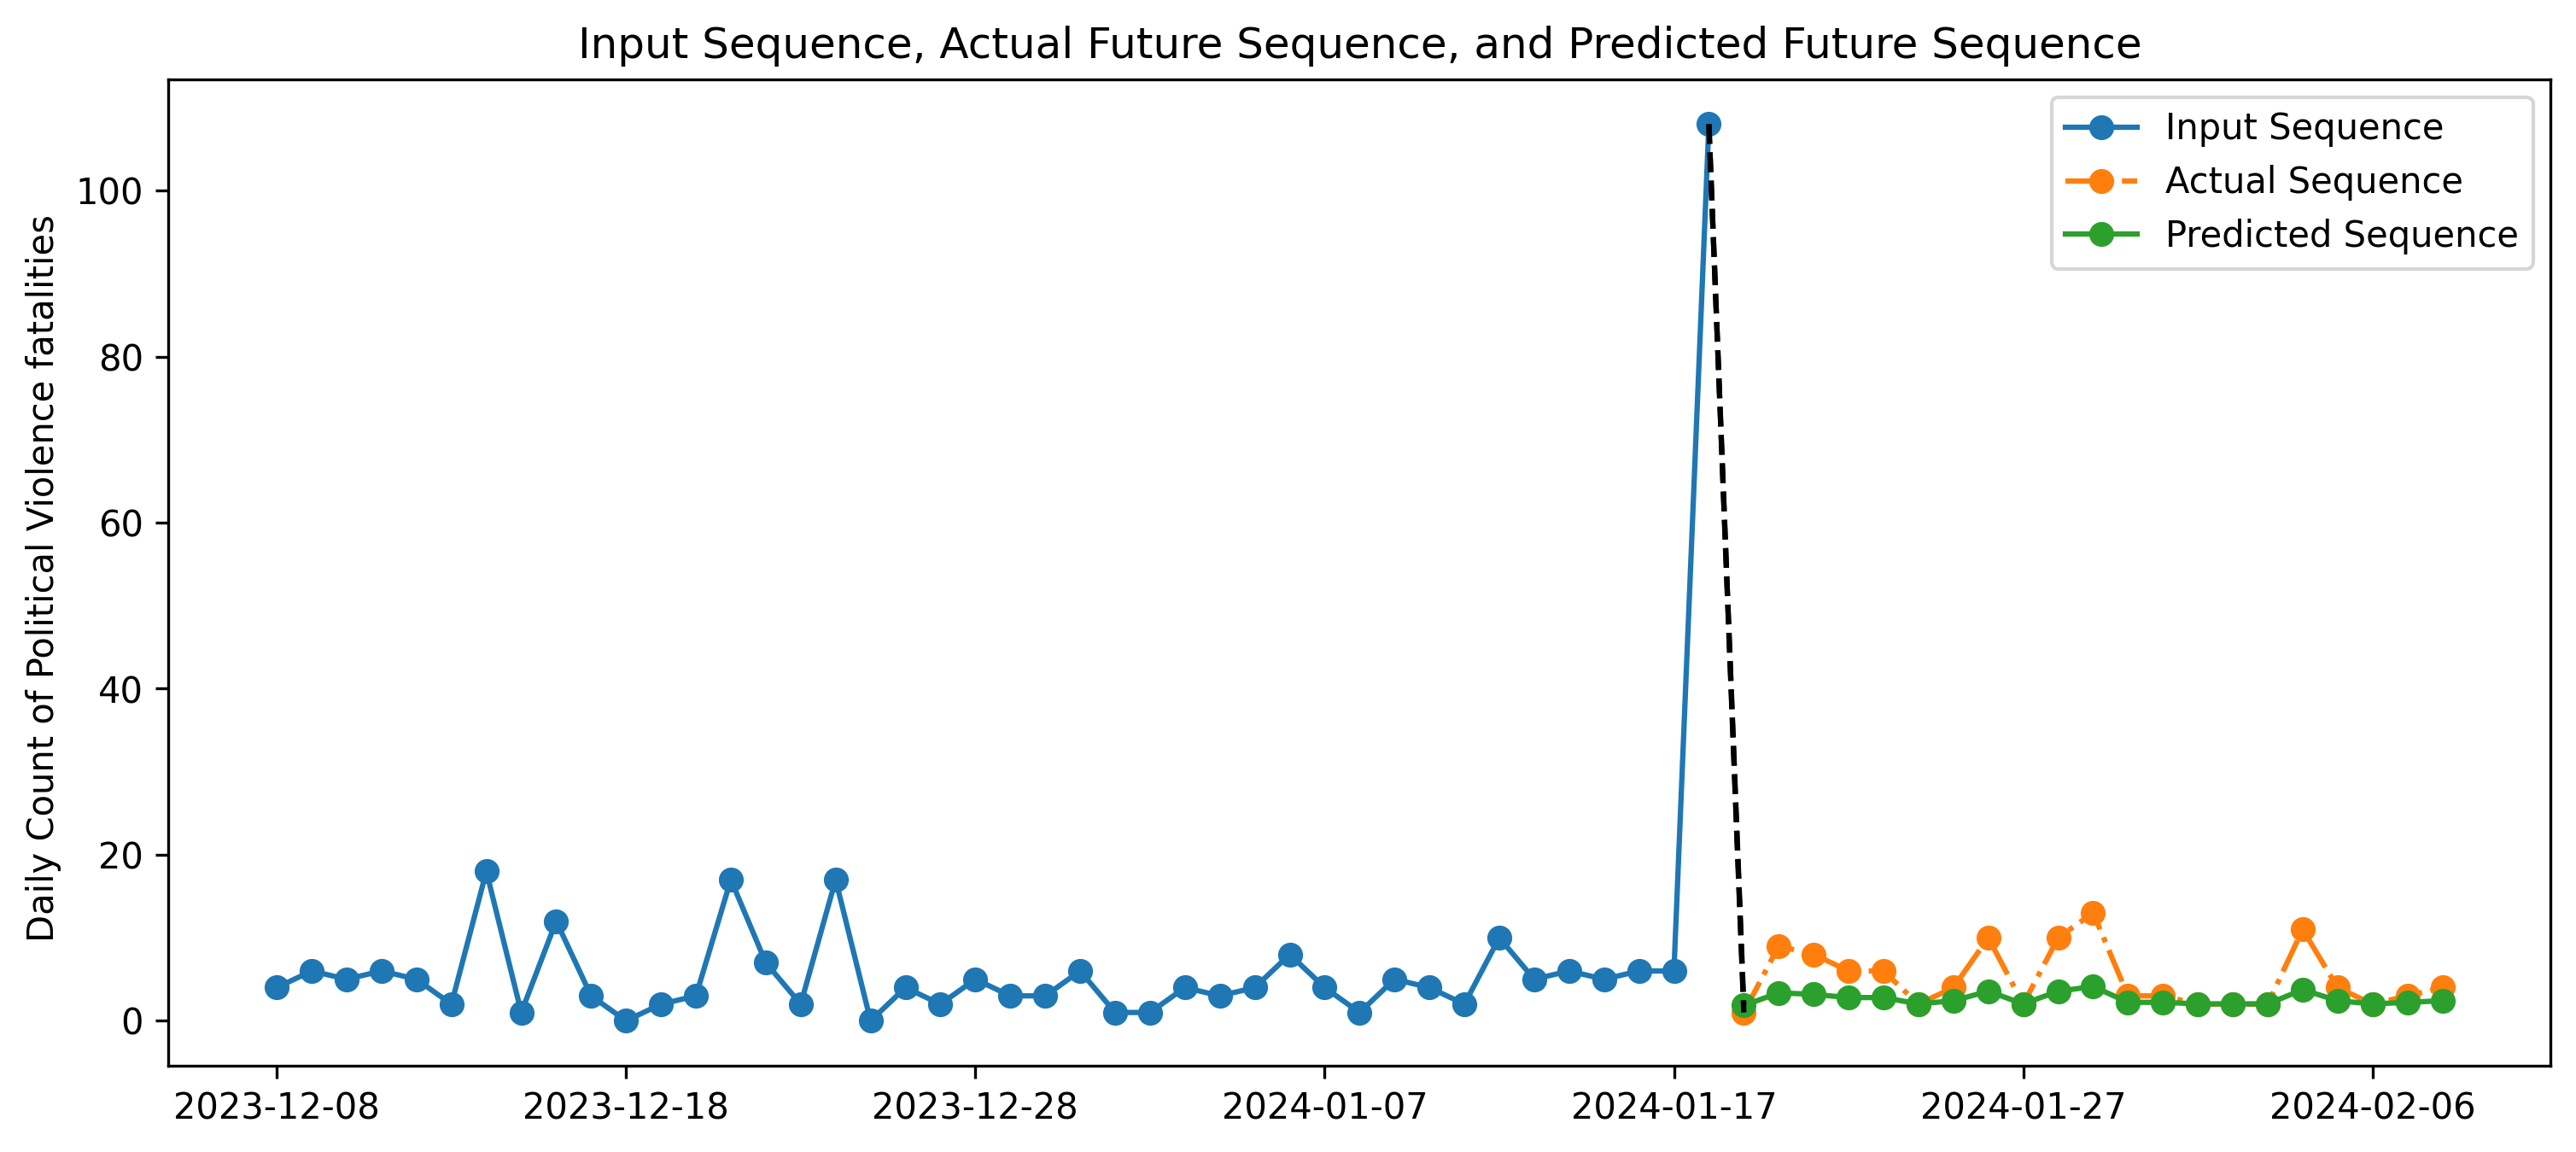 Input Sequence, Actual Future Sequence, and Predicted Future Sequence
Daily Count of Political Violence fatalities
100
80
60
40
20
0
Input Sequence
Actual Sequence
Predicted Sequence
2023-12-08
2023-12-18
2023-12-28
2024-01-07
2024-01-17
2024-01-27
2024-02-06